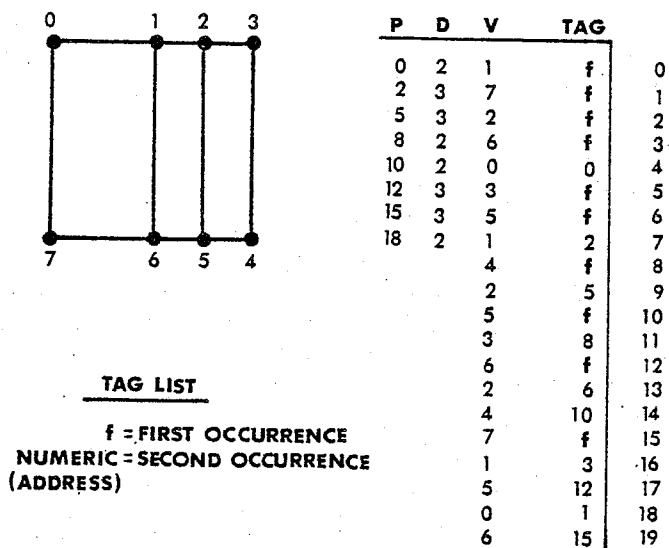 0 1 2 3
7 6 5 4
TAG LIST
f = FIRST OCCURRENCE
NUMERIC = SECOND OCCURRENCE
(ADDRESS)
P D V TAG
0 2 1 f 0
2 3 7 f 1
5 3 2 f 2
8 2 6 f 3
10 2 0 0 4
12 3 3 f 5
15 3 5 f 6
18 2 1 2 7
4 f 8
2 5 9
5 f 10
3 8 11
6 f 12
2 6 13
4 10 14
7 f 15
1 3 16
5 12 17
0 1 18
6 15 19